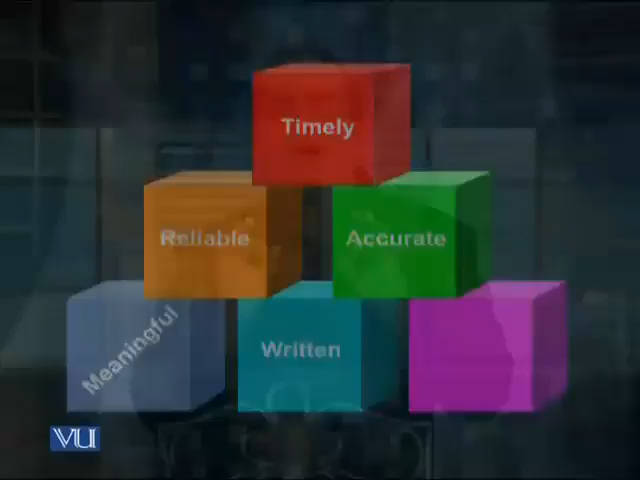 Timely
Reliable
Accurate
Meaningful
Written
VU